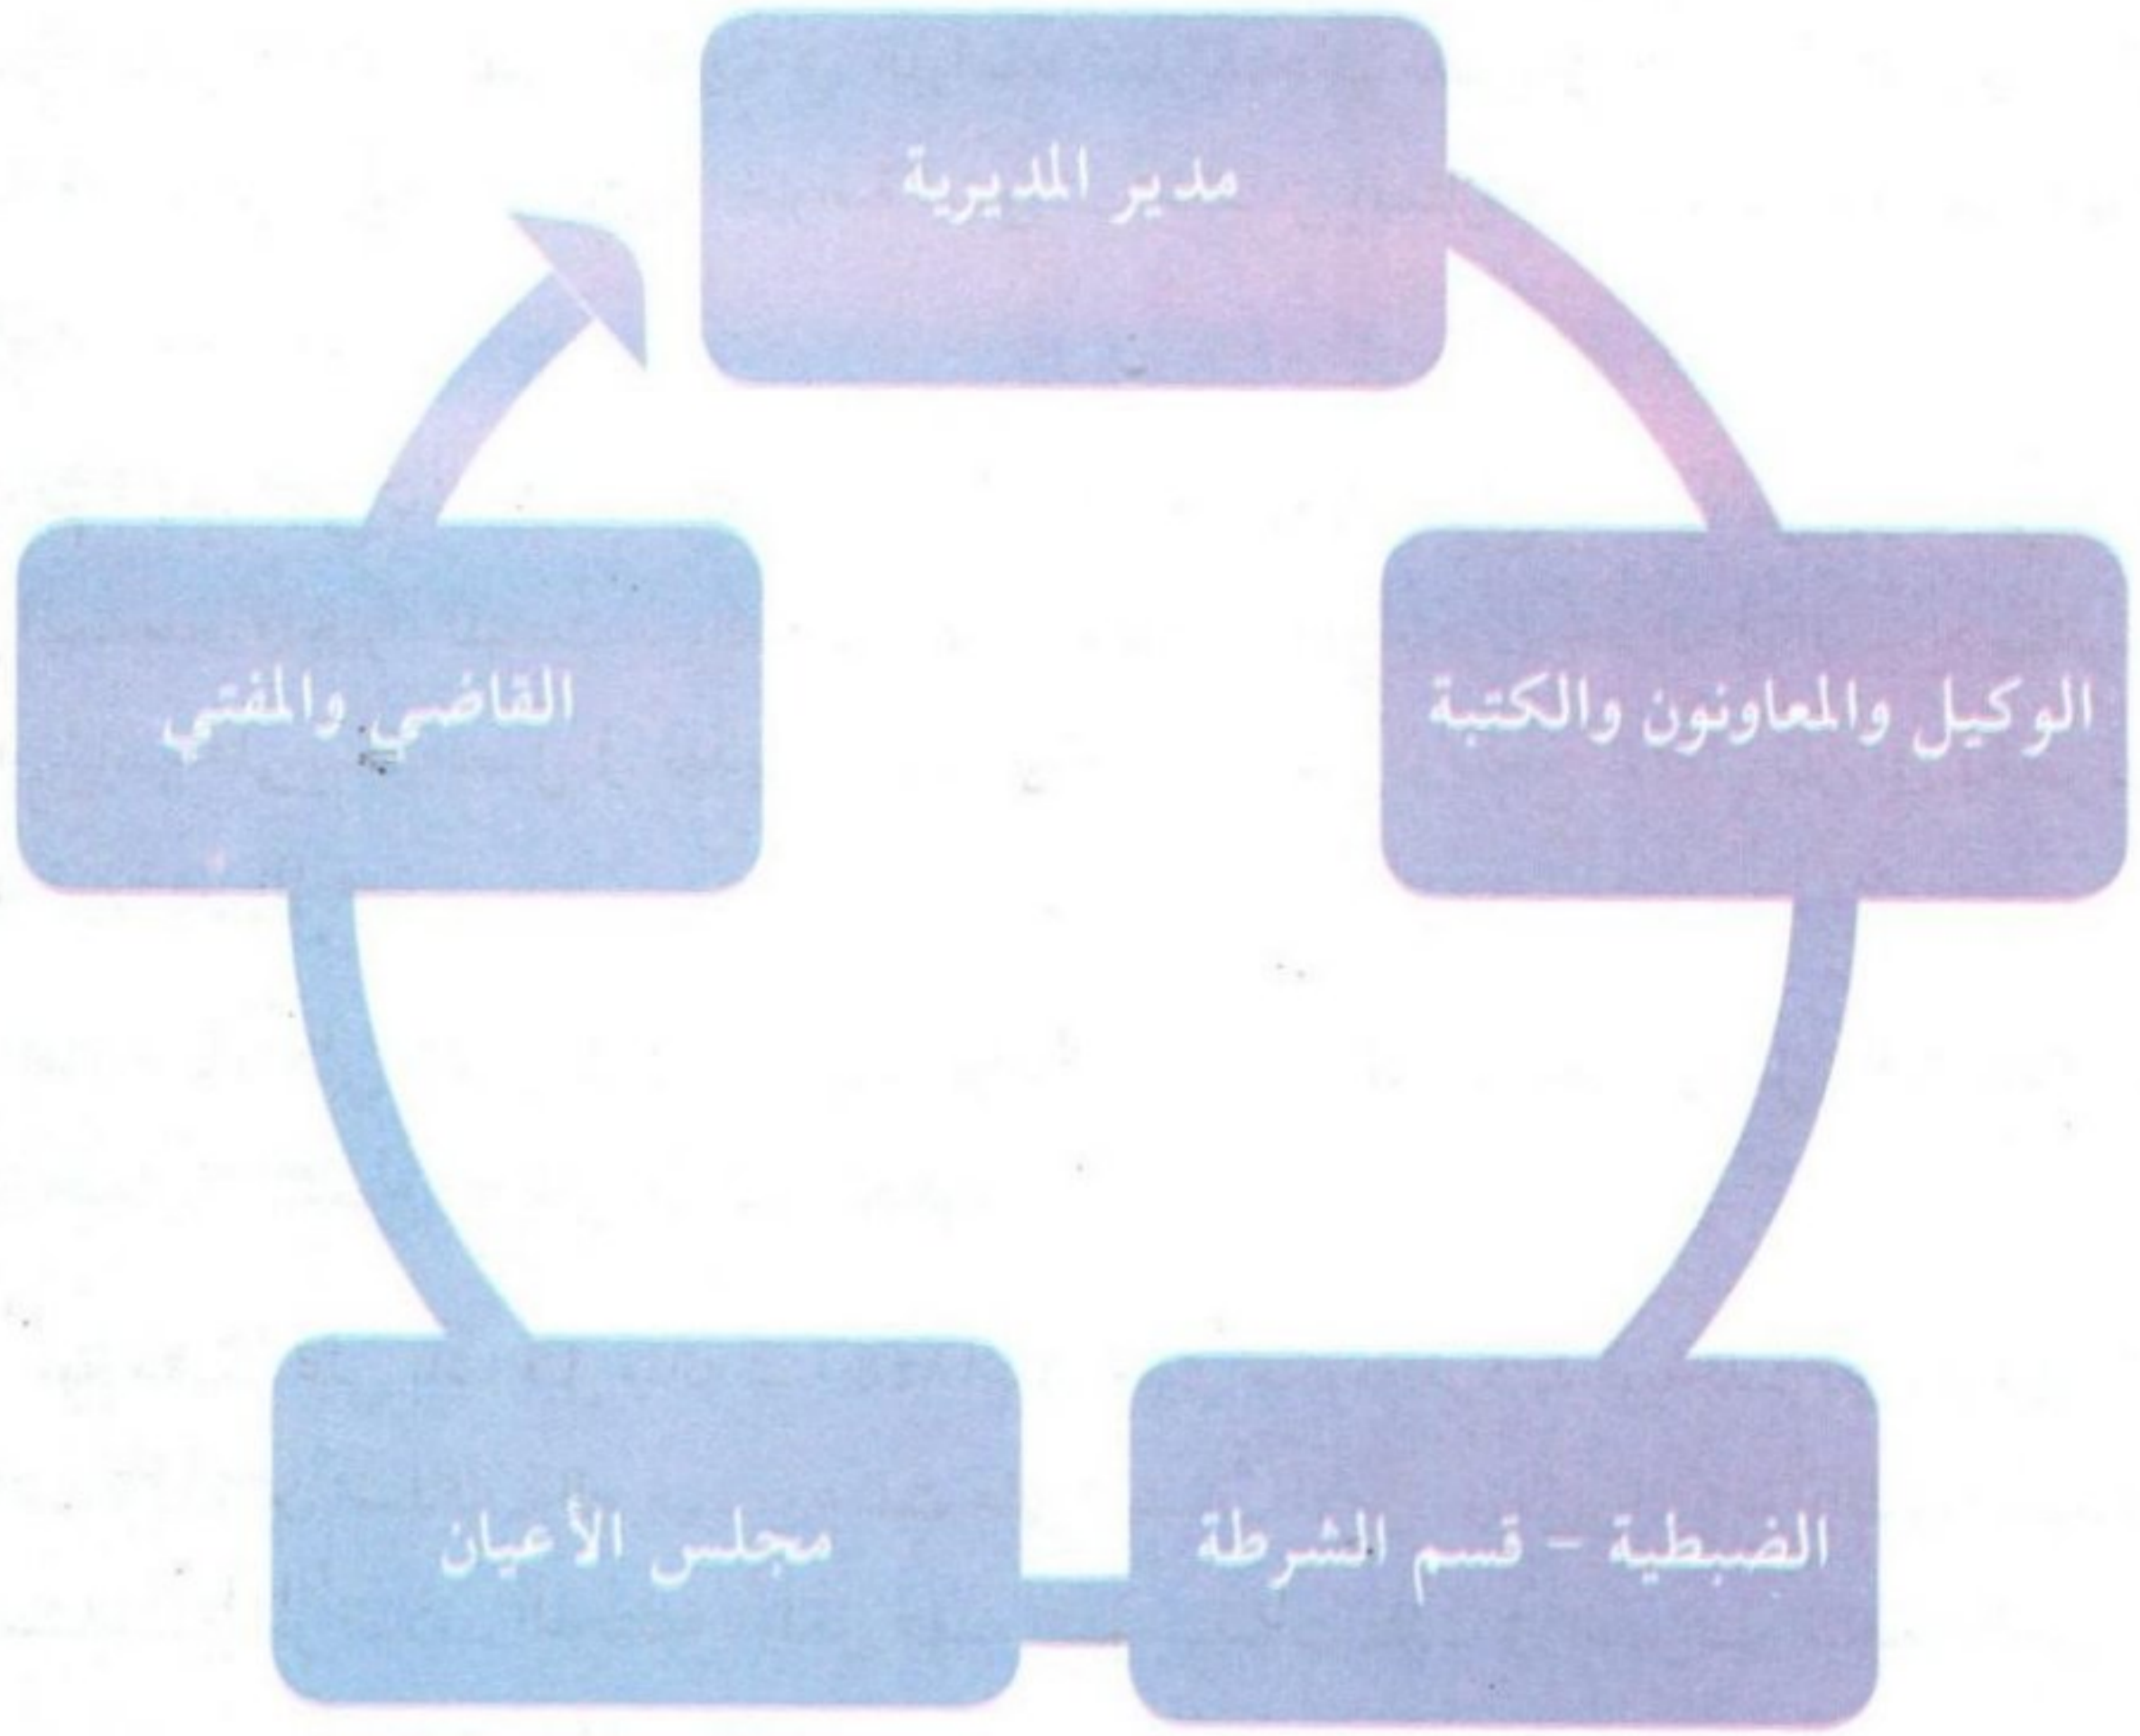 مدير المديرية
الوكيل والمعاونون والكتبة
الضبطية - قسم الشرطة
مجلس الأعيان
القاضي والمفتي